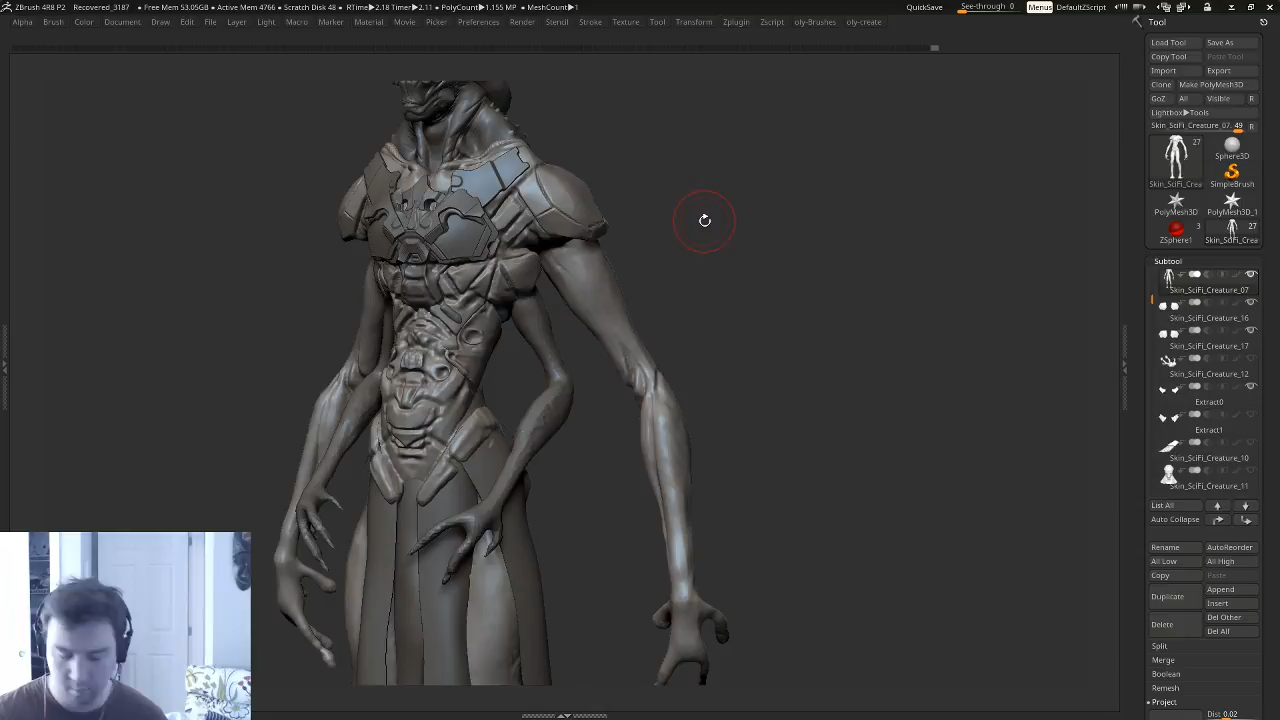 ZBrush 4R8 P2 Recovered_3187 • Free Mem 53.05GB • Active Mem 4766 • Scratch Disk 48 • RTime▶2.18 Timer▶2.11 • PolyCount▶1.155 MP • MeshCount▶1 QuickSave See-through 0 Menus DefaultZScript
Alpha Brush Color Document Draw Edit File Layer Light Macro Marker Material Movie Picker Preferences Render Stencil Stroke Texture Tool Transform Zplugin Zscript oly-Brushes oly-create
Tool
Load Tool Save As
Copy Tool Paste Tool
Import Export
Clone Make PolyMesh3D
GoZ All Visible R
Lightbox▶Tools
Skin_SciFi_Creature_07. 49 R
27
Sphere3D
Skin_SciFi_Crea SimpleBrush
PolyMesh3D PolyMesh3D_1
3 27
ZSphere1 Skin_SciFi_Crea
Subtool
Skin_SciFi_Creature_07
Skin_SciFi_Creature_16
Skin_SciFi_Creature_17
Skin_SciFi_Creature_12
Extract0
Extract1
Skin_SciFi_Creature_10
Skin_SciFi_Creature_11
List All
Auto Collapse
Rename AutoReorder
All Low All High
Copy Paste
Duplicate Append
Insert
Delete Del Other
Del All
Split
Merge
Boolean
Remesh
Project
Dist 0.02